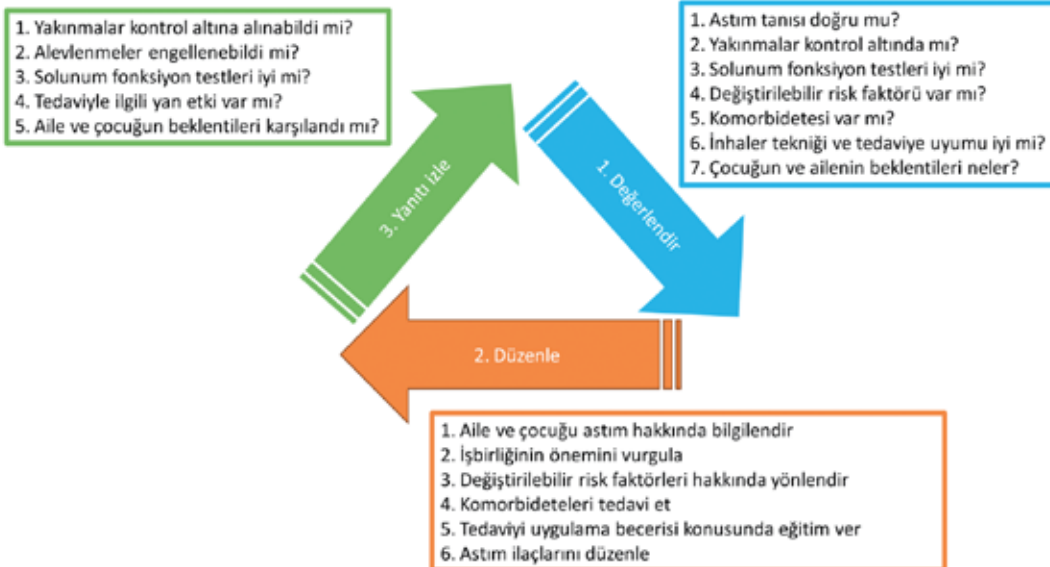 1. Yakınmalar kontrol altına alınabildi mi?
2. Alevlenmeler engellenebildi mi?
3. Solunum fonksiyon testleri iyi mi?
4. Tedaviyle ilgili yan etki var mı?
5. Aile ve çocuğun beklentileri karşılandı mı?
3. Yanıtı izle
1. Astım tanısı doğru mu?
2. Yakınmalar kontrol altında mı?
3. Solunum fonksiyon testleri iyi mi?
4. Değiştirilebilir risk faktörü var mı?
5. Komorbidetesi var mı?
6. İnhaler tekniği ve tedaviye uyumu iyi mi?
7. Çocuğun ve ailenin beklentileri neler?
1. Değerlendir
2. Düzenle
1. Aile ve çocuğu astım hakkında bilgilendir
2. İşbirliğinin önemini vurgula
3. Değiştirilebilir risk faktörleri hakkında yönlendir
4. Komorbideteleri tedavi et
5. Tedaviyi uygulama becerisi konusunda eğitim ver
6. Astım ilaçlarını düzenle